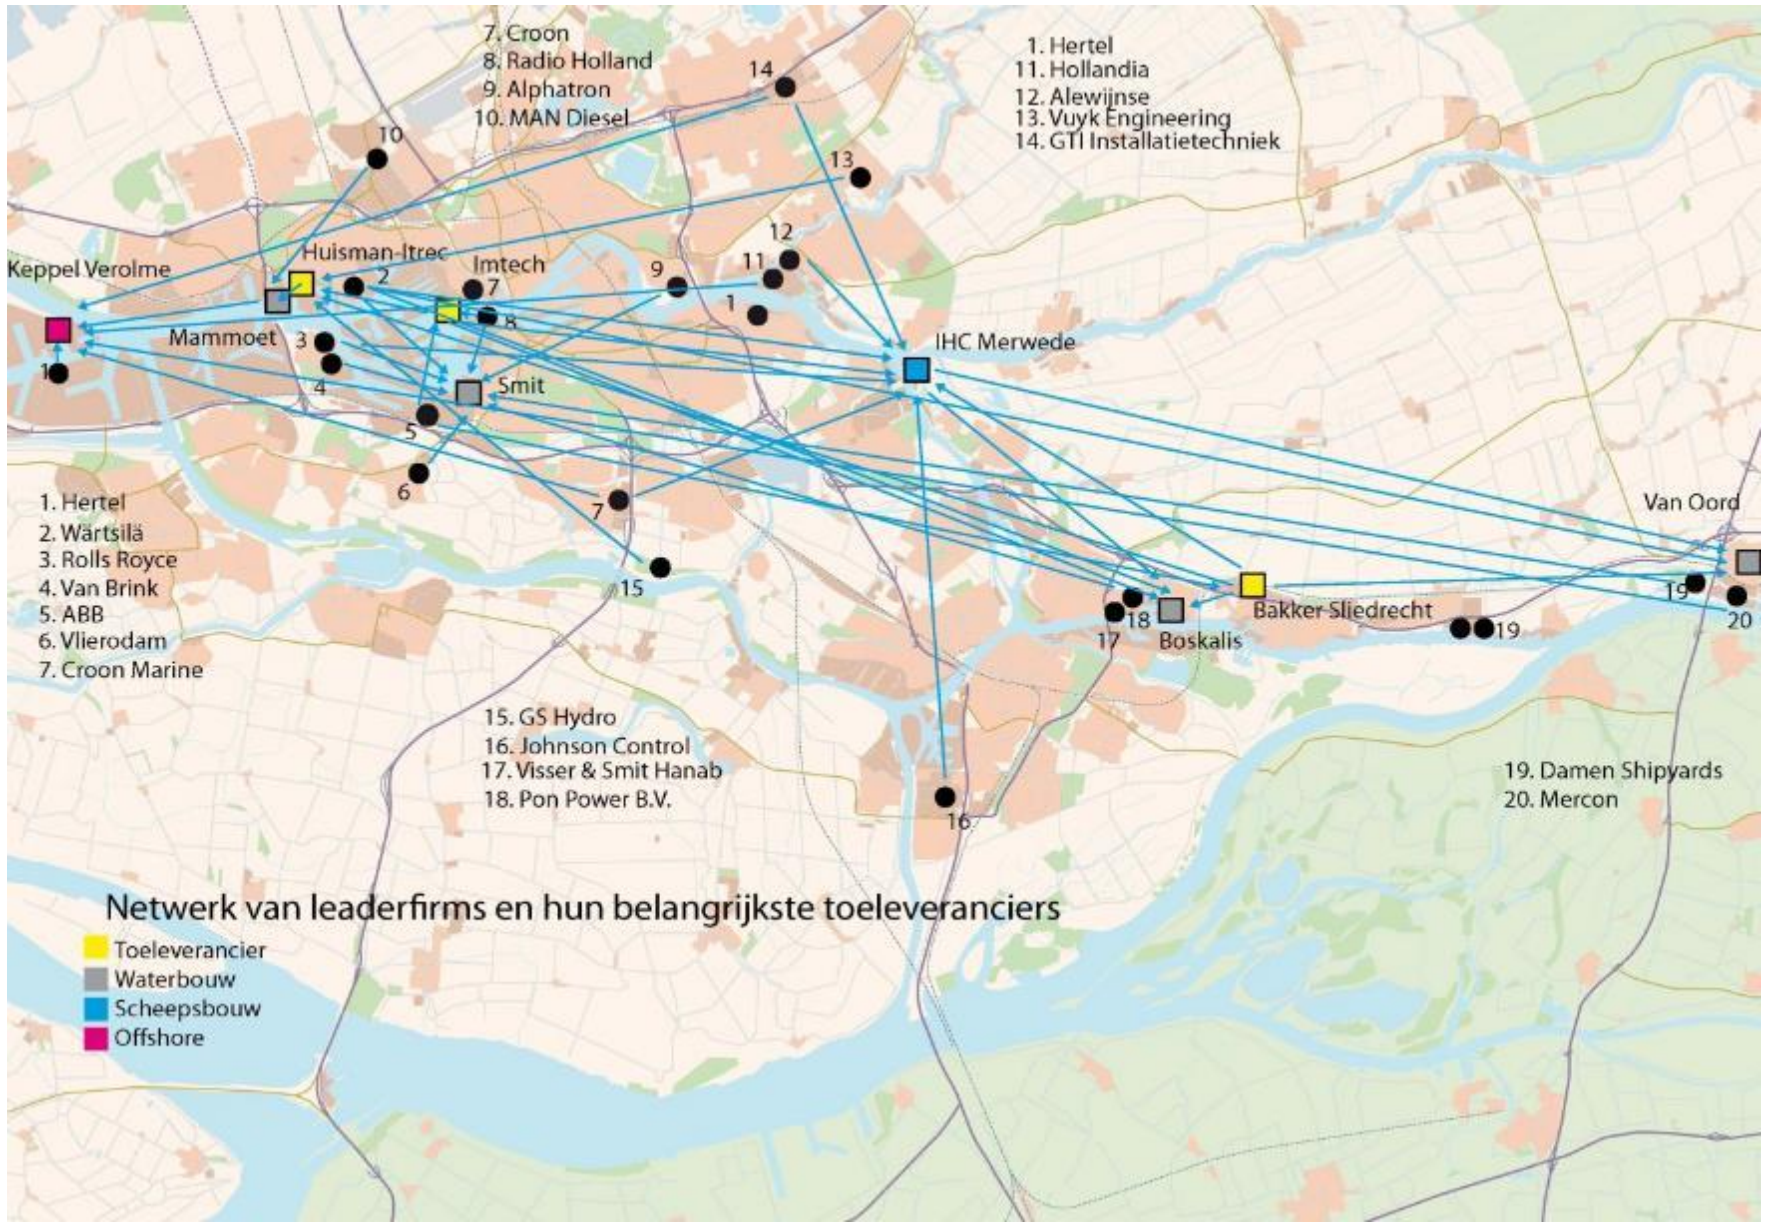 7. Croon
8. Radio Holland
9. Alphatron
10. MAN Diesel
1. Hertel
11. Hollandia
12. Alewijnse
13. Vuyk Engineering
14. GTI Installatietechniek
14
10
13
12
11
Huisman-Itrec
Imtech
Keppel Verolme
2
7
9
8
1
Mammoet
3
IHC Merwede
1
4
Smit
5
6
7
Van Oord
1. Hertel
2. Wärtsilä
3. Rolls Royce
4. Van Brink
5. ABB
6. Vlierodam
7. Croon Marine
15
19
20
17
18
Boskalis
Bakker Sliedrecht
19
15. GS Hydro
16. Johnson Control
17. Visser & Smit Hanab
18. Pon Power B.V.
19. Damen Shipyards
20. Mercon
16
Netwerk van leaderfirms en hun belangrijkste toeleveranciers
Toeleverancier
Waterbouw
Scheepsbouw
Offshore